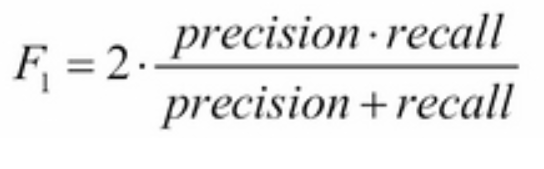 F₁ = 2 · precision · recall
precision + recall